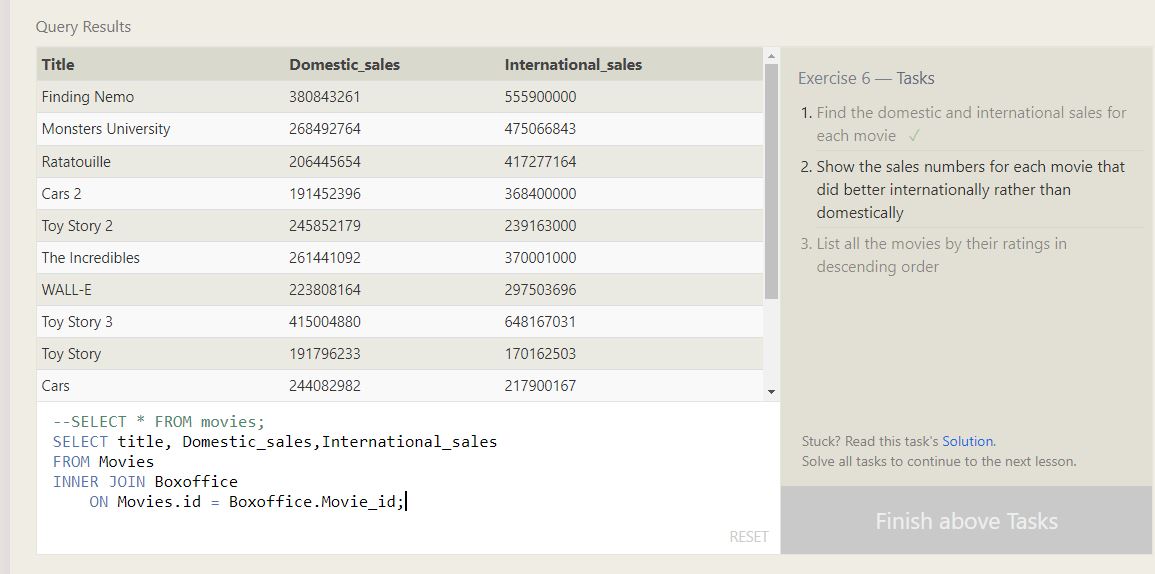 Query Results
Title Domestic_sales International_sales
Finding Nemo 380843261 555900000
Monsters University 268492764 475066843
Ratatouille 206445654 417277164
Cars 2 191452396 368400000
Toy Story 2 245852179 239163000
The Incredibles 261441092 370001000
WALL-E 223808164 297503696
Toy Story 3 415004880 648167031
Toy Story 191796233 170162503
Cars 244082982 217900167
--SELECT * FROM movies;
SELECT title, Domestic_sales,International_sales
FROM Movies
INNER JOIN Boxoffice
    ON Movies.id = Boxoffice.Movie_id;
RESET
Exercise 6 — Tasks
1. Find the domestic and international sales for
each movie ✓
2. Show the sales numbers for each movie that
did better internationally rather than
domestically
3. List all the movies by their ratings in
descending order
Stuck? Read this task's Solution.
Solve all tasks to continue to the next lesson.
Finish above Tasks